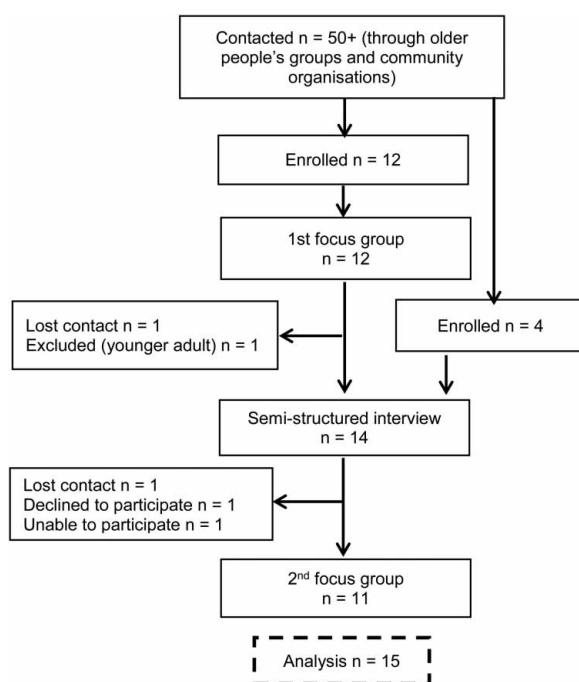 Contacted n = 50+ (through older
people's groups and community
organisations)
Enrolled n = 12
1st focus group
n = 12
Lost contact n = 1
Excluded (younger adult) n = 1
Enrolled n = 4
Semi-structured interview
n = 14
Lost contact n = 1
Declined to participate n = 1
Unable to participate n = 1
2nd focus group
n = 11
Analysis n = 15